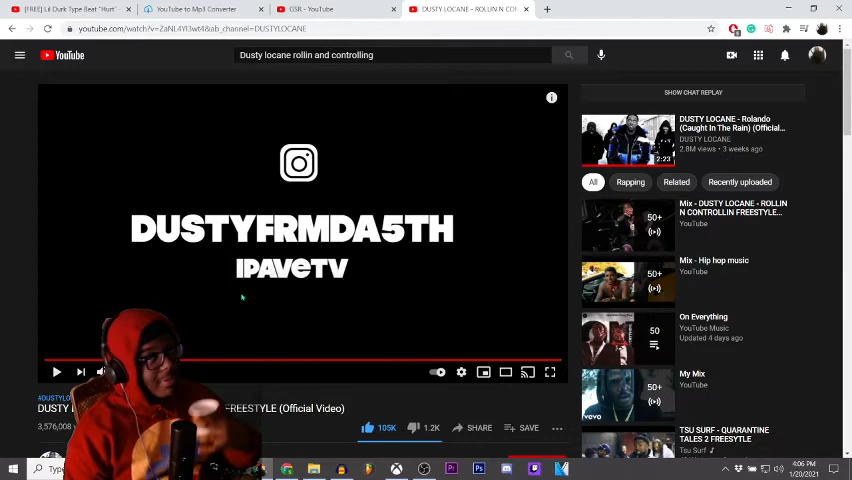 [FREE] Lil Durk Type Beat "Hurt" -
YouTube to Mp3 Converter
GSR - YouTube
DUSTY LOCANE - ROLLIN N CO
youtube.com/watch?v=ZaNL4YI3wt4&ab_channel=DUSTYLOCANE
YouTube
Dusty locane rollin and controlling
SHOW CHAT REPLAY
DUSTYFRMDA5TH
IPAVETV
DUSTY LOCANE - Rolando
(Caught In The Rain) (Official...
DUSTY LOCANE
2.8M views • 3 weeks ago
2:23
All
Rapping
Related
Recently uploaded
50+
Mix - DUSTY LOCANE - ROLLIN
N CONTROLLIN FREESTYLE...
YouTube
50+
Mix - Hip hop music
YouTube
50
On Everything
YouTube Music
Updated 4 days ago
50+
My Mix
YouTube
vevo
TSU SURF - QUARANTINE
TALES 2 FREESYTLE
Tsu Surf
#DUSTYLO
DUSTY L FREESTYLE (Official Video)
3,576,008
105K
1.2K
SHARE
SAVE
Type
4:06 PM
1/20/2021